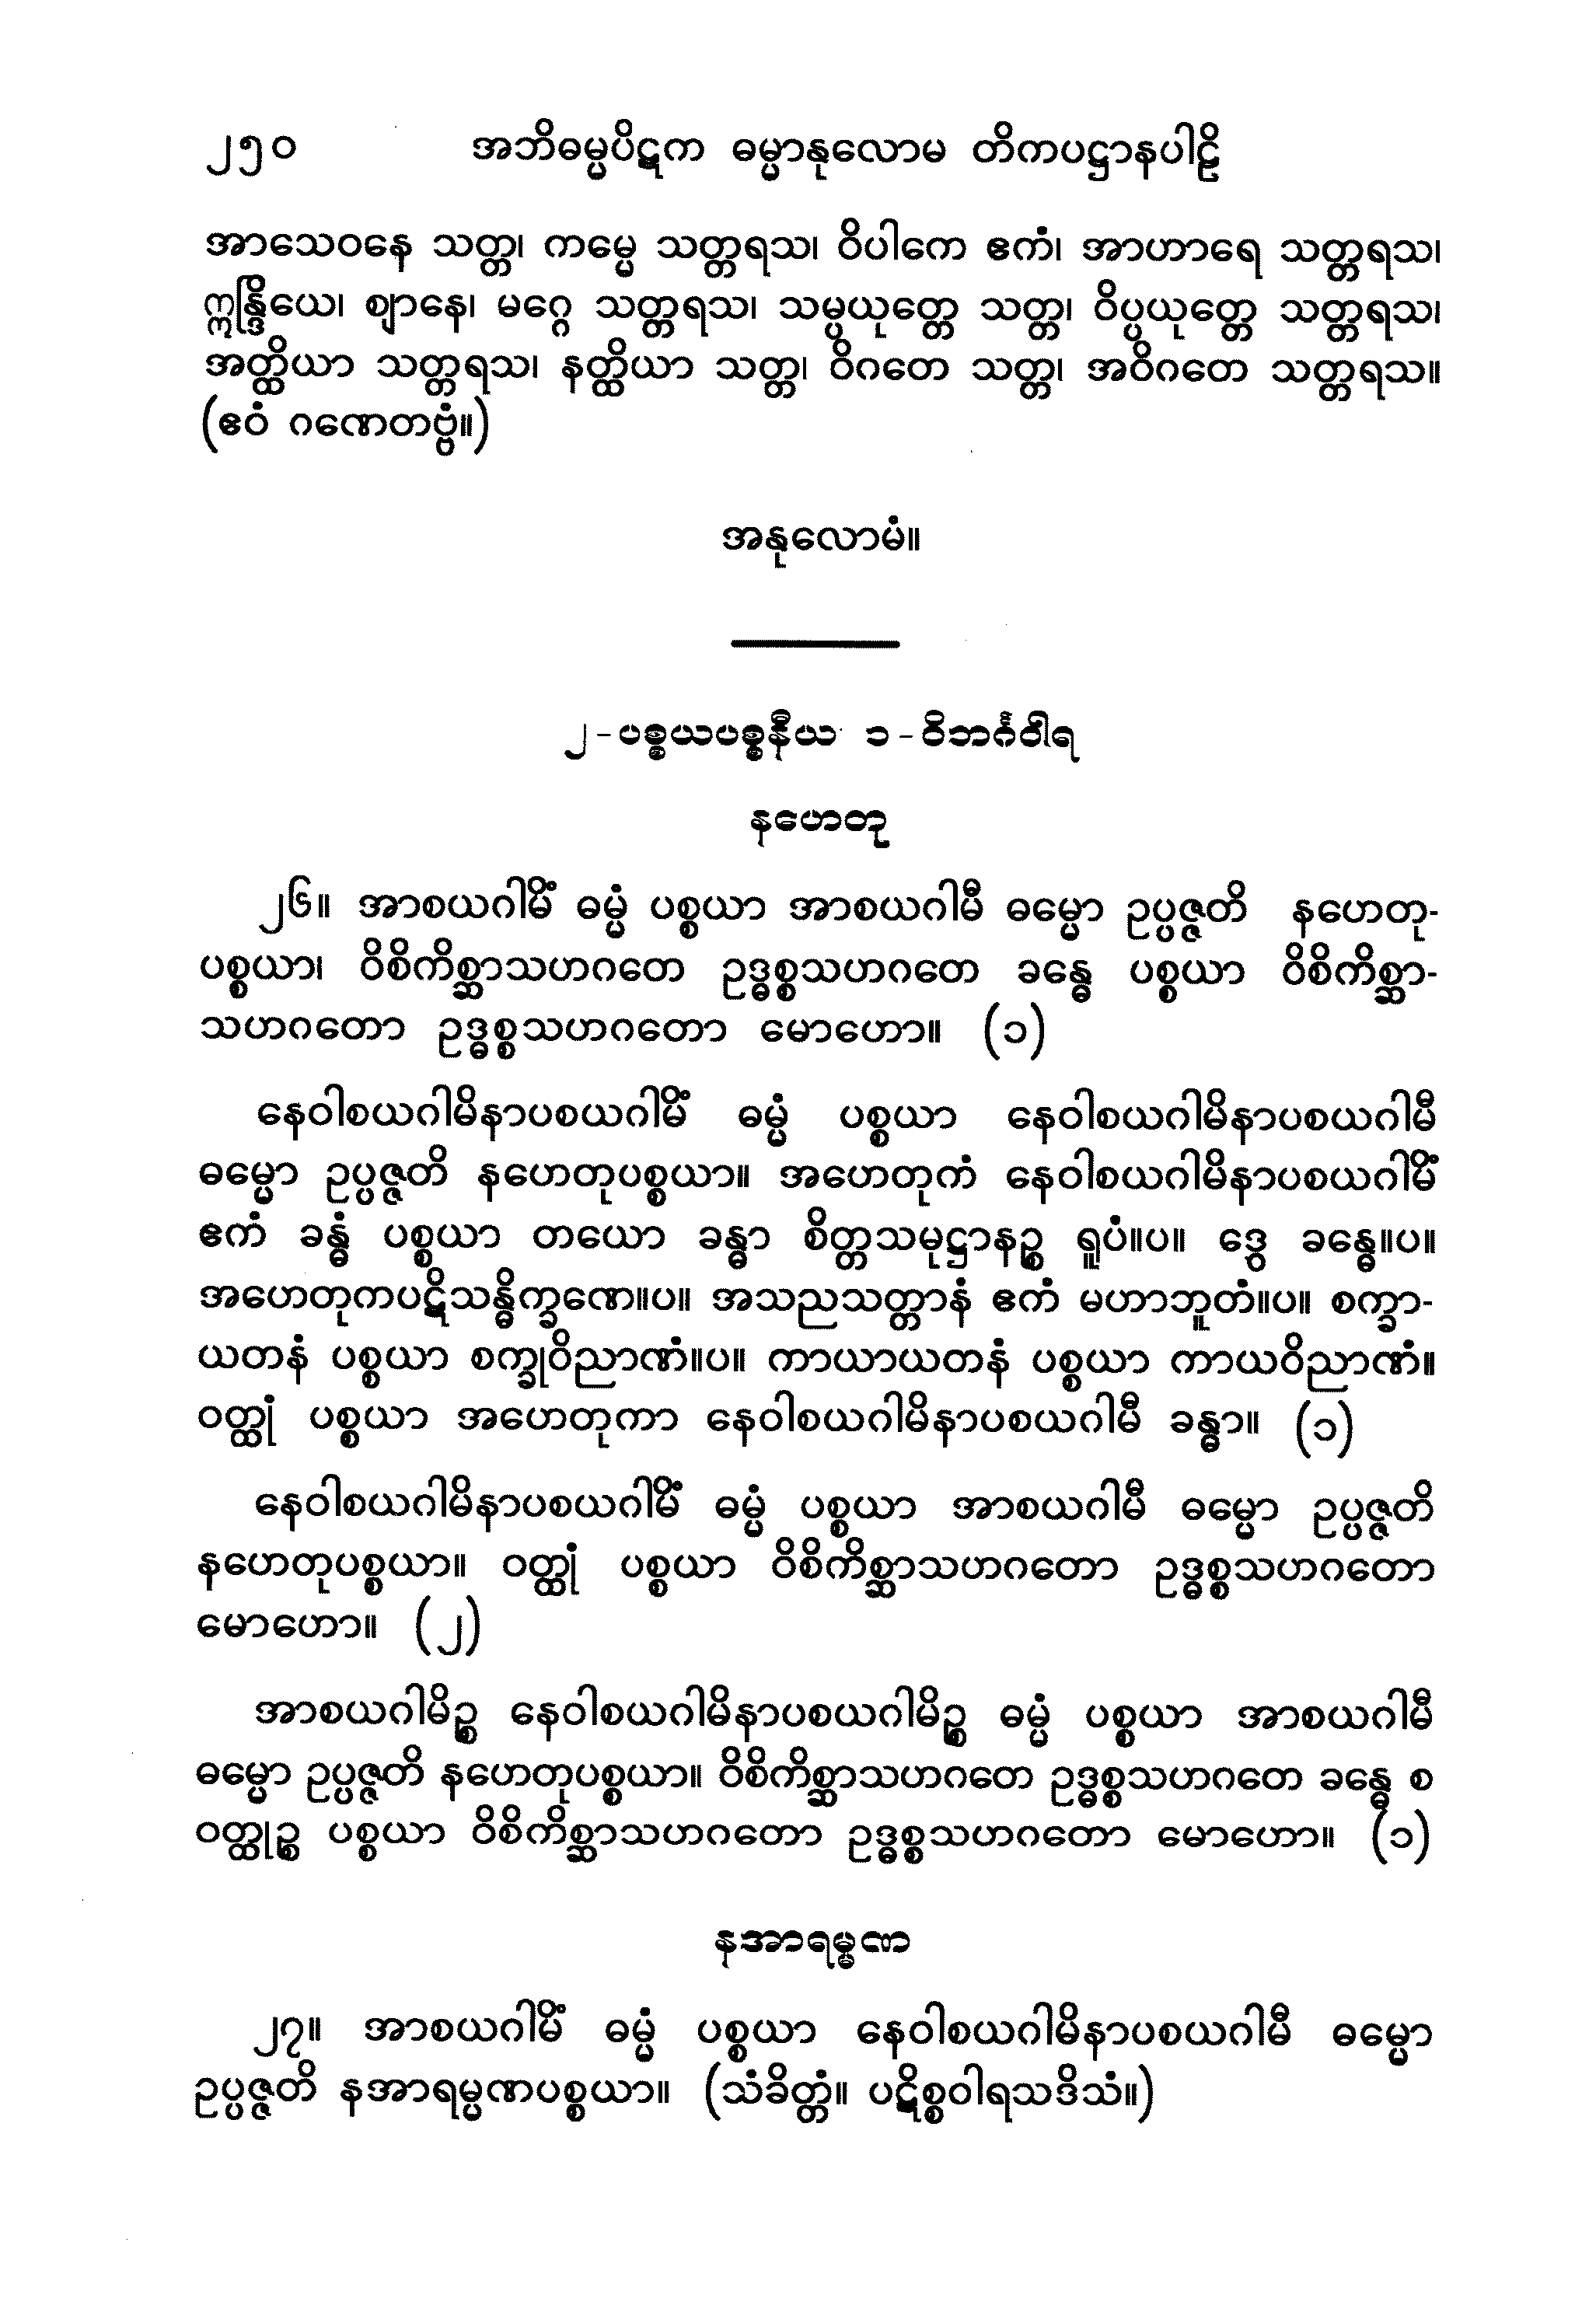 ၂၅၀ အဘိဓမ္မပိဋက ဓမ္မာနုလောမ တိကပဋ္ဌာနပါဠိ
အာသေဝနေ သတ္တ၊ ကမ္မေ သတ္တရသ၊ ဝိပါကေ ဧကံ၊ အာဟာရေ သတ္တရသ၊
ဣန္ဒြိယေ၊ ဈာနေ၊ မဂ္ဂေ သတ္တရသ၊ သမ္ပယုတ္တေ သတ္တ၊ ဝိပ္ပယုတ္တေ သတ္တရသ၊
အတ္ထိယာ သတ္တရသ၊ နတ္ထိယာ သတ္တ၊ ဝိဂတေ သတ္တ၊ အဝိဂတေ သတ္တရသ။
(ဧဝံ ဂဏေတဗ္ဗံ။)
အနုလောမံ။
၂-ပစ္စယပစ္စနီယ ၁-ဝိဘင်္ဂဝါရ
နဟေတု
၂၆။ အာစယဂါမိံ ဓမ္မံ ပစ္စယာ အာစယဂါမီ ဓမ္မော ဥပ္ပဇ္ဇတိ နဟေတု-
ပစ္စယာ၊ ဝိစိကိစ္ဆာသဟဂတေ ဥဒ္ဓစ္စသဟဂတေ ခန္ဓေ ပစ္စယာ ဝိစိကိစ္ဆာ-
သဟဂတော ဥဒ္ဓစ္စသဟဂတော မောဟော။ (၁)
နေဝါစယဂါမိနာပစယဂါမိံ ဓမ္မံ ပစ္စယာ နေဝါစယဂါမိနာပစယဂါမီ
ဓမ္မော ဥပ္ပဇ္ဇတိ နဟေတုပစ္စယာ။ အဟေတုကံ နေဝါစယဂါမိနာပစယဂါမိံ
ဧကံ ခန္ဓံ ပစ္စယာ တယော ခန္ဓာ စိတ္တသမုဋ္ဌာနဉ္စ ရူပံ။ပ။ ဒွေ ခန္ဓေ။ပ။
အဟေတုကပဋိသန္ဓိက္ခဏေ။ပ။ အသညသတ္တာနံ ဧကံ မဟာဘူတံ။ပ။ စက္ခာ-
ယတနံ ပစ္စယာ စက္ခုဝိညာဏံ။ပ။ ကာယာယတနံ ပစ္စယာ ကာယဝိညာဏံ။
ဝတ္ထုံ ပစ္စယာ အဟေတုကာ နေဝါစယဂါမိနာပစယဂါမီ ခန္ဓာ။ (၁)
နေဝါစယဂါမိနာပစယဂါမိံ ဓမ္မံ ပစ္စယာ အာစယဂါမီ ဓမ္မော ဥပ္ပဇ္ဇတိ
နဟေတုပစ္စယာ။ ဝတ္ထုံ ပစ္စယာ ဝိစိကိစ္ဆာသဟဂတော ဥဒ္ဓစ္စသဟဂတော
မောဟော။ (၂)
အာစယဂါမိဉ္စ နေဝါစယဂါမိနာပစယဂါမိဉ္စ ဓမ္မံ ပစ္စယာ အာစယဂါမီ
ဓမ္မော ဥပ္ပဇ္ဇတိ နဟေတုပစ္စယာ။ ဝိစိကိစ္ဆာသဟဂတေ ဥဒ္ဓစ္စသဟဂတေ ခန္ဓေ စ
ဝတ္ထုဉ္စ ပစ္စယာ ဝိစိကိစ္ဆာသဟဂတော ဥဒ္ဓစ္စသဟဂတော မောဟော။ (၁)
နအာရမ္မဏ
၂၇။ အာစယဂါမိံ ဓမ္မံ ပစ္စယာ နေဝါစယဂါမိနာပစယဂါမီ ဓမ္မော
ဥပ္ပဇ္ဇတိ နအာရမ္မဏပစ္စယာ။ (သံခိတ္တံ။ ပဋိစ္စဝါရသဒိသံ။)